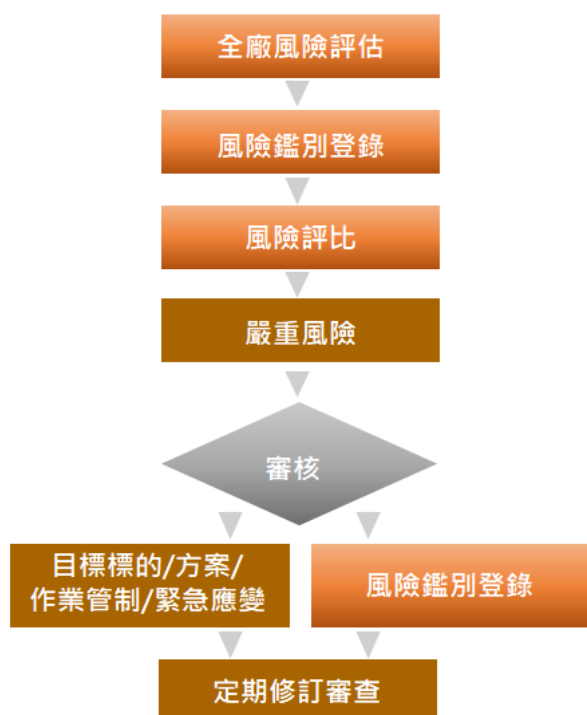 全廠風險評估
風險鑑別登錄
風險評比
嚴重風險
審核
目標標的/方案/
作業管制/緊急應變
風險鑑別登錄
定期修訂審查